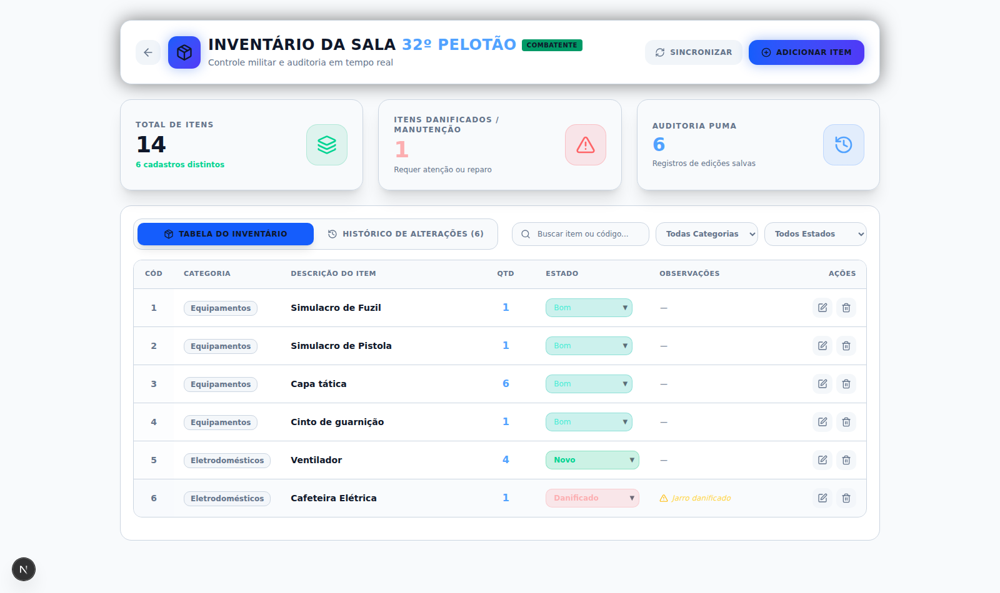 INVENTÁRIO DA SALA 32º PELOTÃO COMBATENTE
Controle militar e auditoria em tempo real
SINCRONIZAR
ADICIONAR ITEM
TOTAL DE ITENS
14
6 cadastros distintos
ITENS DANIFICADOS /
MANUTENÇÃO
1
Requer atenção ou reparo
AUDITORIA PUMA
6
Registros de edições salvas
TABELA DO INVENTÁRIO
HISTÓRICO DE ALTERAÇÕES (6)
Buscar item ou código...
Todas Categorias
Todos Estados
CÓD CATEGORIA DESCRIÇÃO DO ITEM QTD ESTADO OBSERVAÇÕES AÇÕES
1 Equipamentos Simulacro de Fuzil 1 Bom —
2 Equipamentos Simulacro de Pistola 1 Bom —
3 Equipamentos Capa tática 6 Bom —
4 Equipamentos Cinto de guarnição 1 Bom —
5 Eletrodomésticos Ventilador 4 Novo —
6 Eletrodomésticos Cafeteira Elétrica 1 Danificado Jarro danificado
N